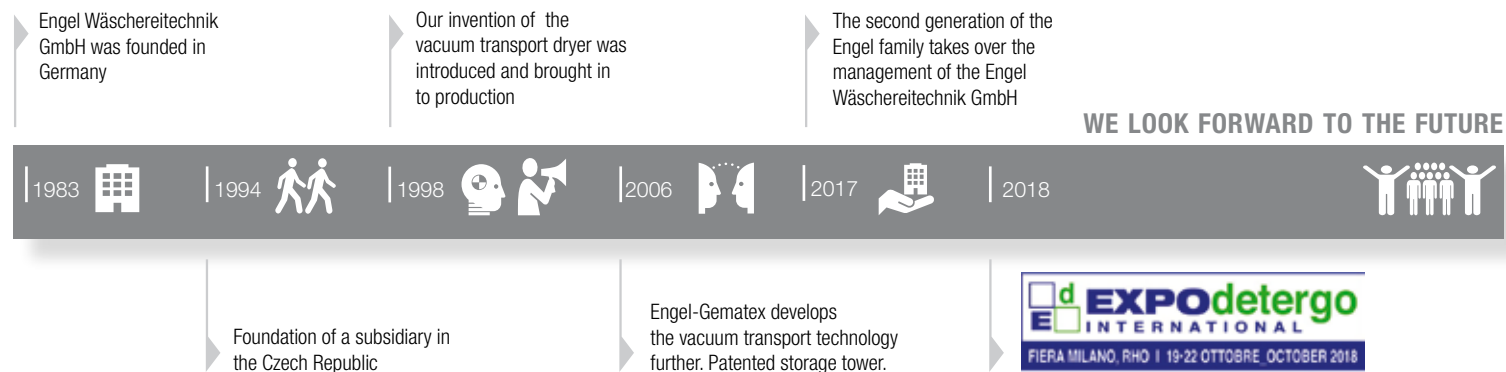 Engel Wäschereitechnik
GmbH was founded in
Germany
Our invention of the
vacuum transport dryer was
introduced and brought in
to production
The second generation of the
Engel family takes over the
management of the Engel
Wäschereitechnik GmbH
WE LOOK FORWARD TO THE FUTURE
1983
1994
1998
2006
2017
2018
Foundation of a subsidiary in
the Czech Republic
Engel-Gematex develops
the vacuum transport technology
further. Patented storage tower.
d
E
EXPOdetergo
INTERNATIONAL
FIERA MILANO, RHO I 19-22 OTTOBRE_OCTOBER 2018